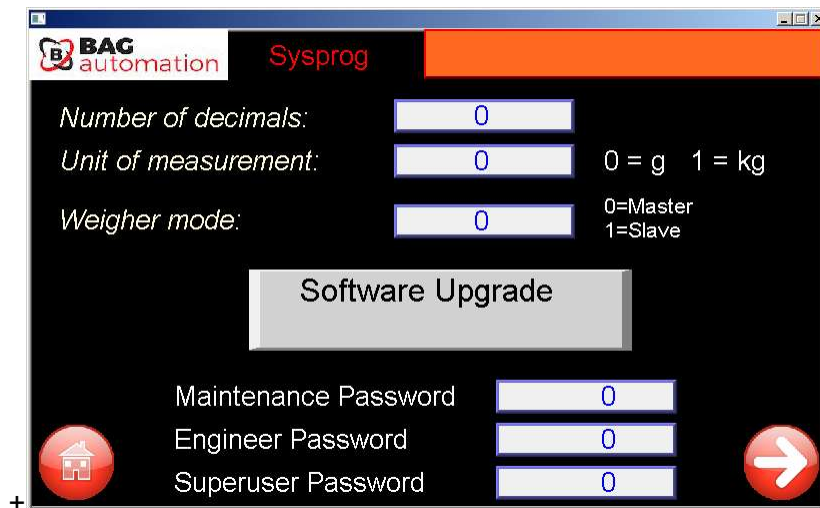 BAG
automation
Sysprog
Number of decimals: 0
Unit of measurement: 0 0 = g 1 = kg
Weigher mode: 0 0=Master
1=Slave
Software Upgrade
Maintenance Password 0
Engineer Password 0
Superuser Password 0
+